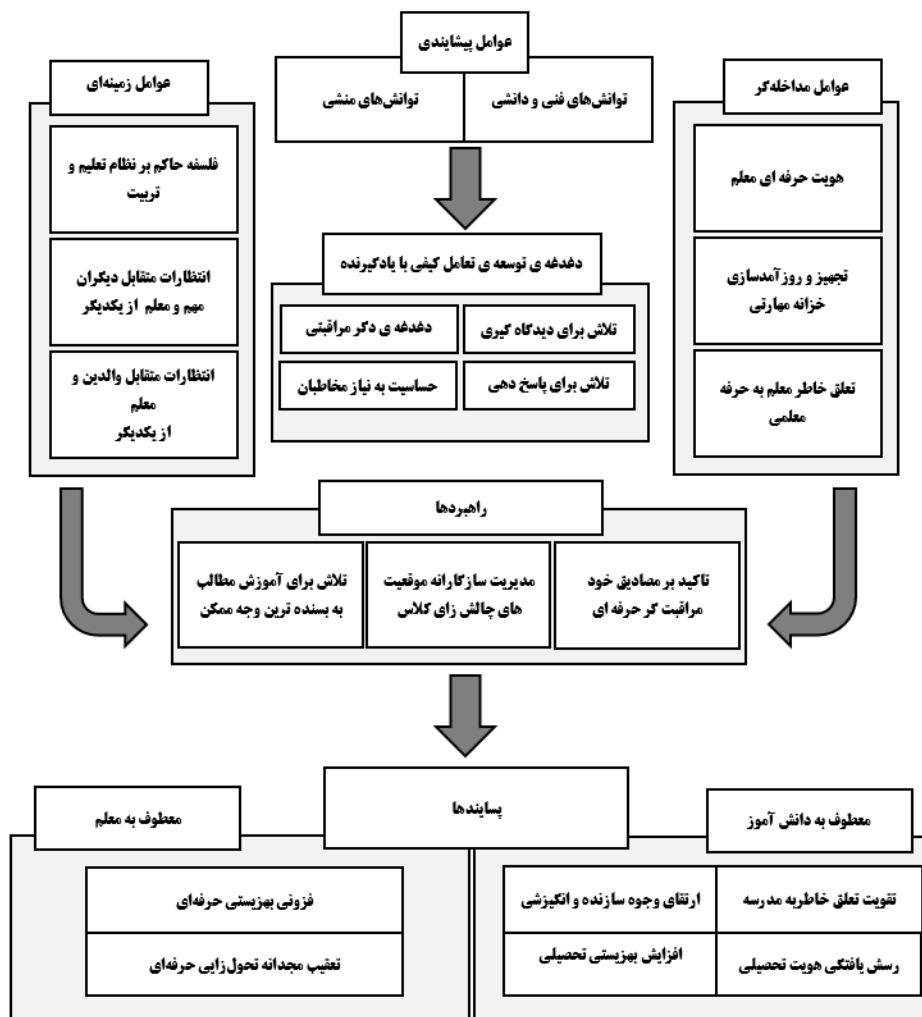 عوامل پیشایندی
توانش‌های فنی و دانشی
توانش‌های منشی
عوامل مداخله‌گر
هویت حرفه ای معلم
تجهیز و روزآمدسازی
خزانه مهارتی
تعلق خاطر معلم به حرفه
معلمی
عوامل زمینه‌ای
فلسفه حاکم بر نظام تعلیم و
تربیت
انتظارات متقابل دیگران
مهم و معلم از یکدیگر
انتظارات متقابل والدین و
معلم
از یکدیگر
دغدغه ی توسعه ی تعامل کیفی با یادگیرنده
تلاش برای دیدگاه گیری
دغدغه ی دگر مراقبتی
تلاش برای پاسخ دهی
حساسیت به نیاز مخاطبان
راهبردها
تاکید بر مصادیق خود
مراقبت گر حرفه ای
مدیریت سازگارانه موقعیت
های چالش زای کلاس
تلاش برای آموزش مطالب
به بسنده ترین وجه ممکن
پسایندها
معطوف به دانش آموز
تقویت تعلق خاطربه مدرسه
ارتقای وجوه سازنده و انگیزشی
رسش یافتگی هویت تحصیلی
افزایش بهزیستی تحصیلی
معطوف به معلم
فزونی بهزیستی حرفه‌ای
تعقیب مجدانه تحول‌زایی حرفه‌ای